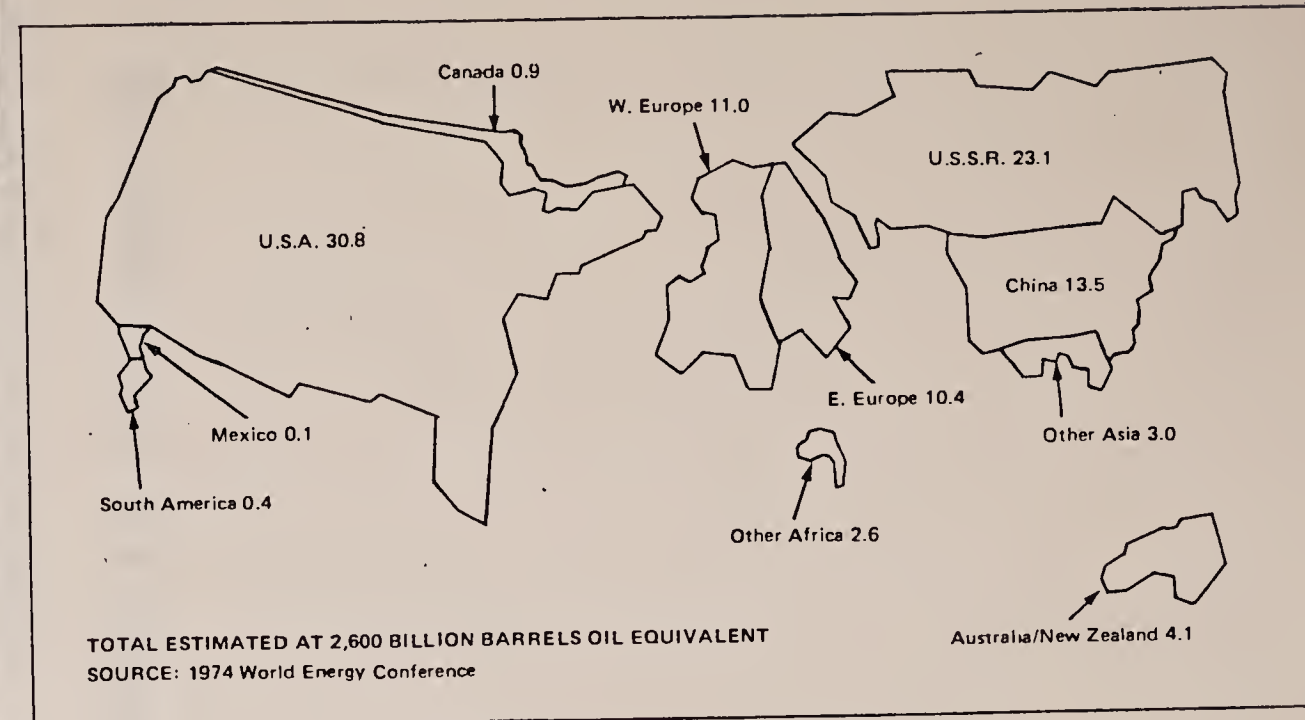 Canada 0.9
W. Europe 11.0
U.S.S.R. 23.1
U.S.A. 30.8
China 13.5
E. Europe 10.4
Mexico 0.1
Other Asia 3.0
South America 0.4
Other Africa 2.6
Australia/New Zealand 4.1
TOTAL ESTIMATED AT 2,600 BILLION BARRELS OIL EQUIVALENT
SOURCE: 1974 World Energy Conference